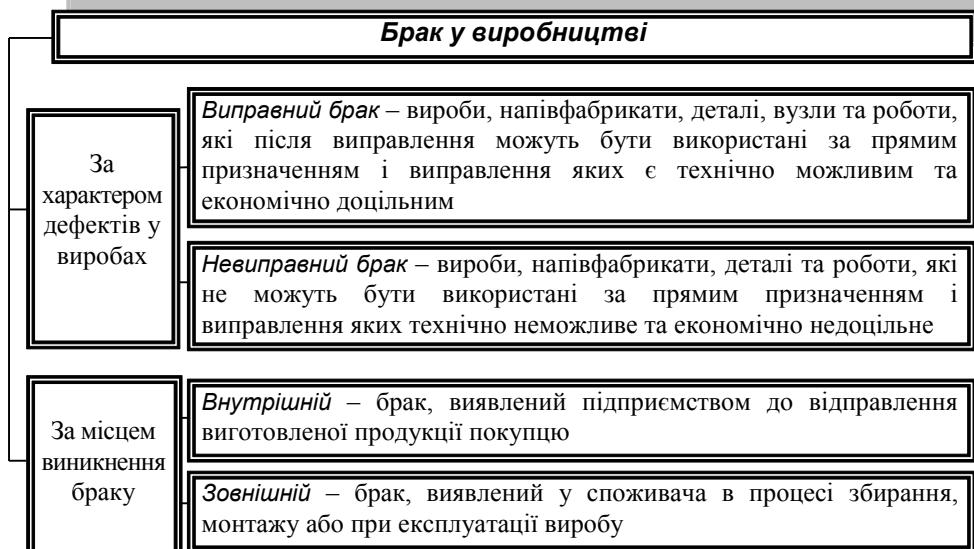 Брак у виробництві
За
характером
дефектів у
виробах
Виправний брак – вироби, напівфабрикати, деталі, вузли та роботи,
які після виправлення можуть бути використані за прямим
призначенням і виправлення яких є технічно можливим та
економічно доцільним
Невиправний брак – вироби, напівфабрикати, деталі та роботи, які
не можуть бути використані за прямим призначенням і
виправлення яких технічно неможливе та економічно недоцільне
За місцем
виникнення
браку
Внутрішній – брак, виявлений підприємством до відправлення
виготовленої продукції покупцю
Зовнішній – брак, виявлений у споживача в процесі збирання,
монтажу або при експлуатації виробу